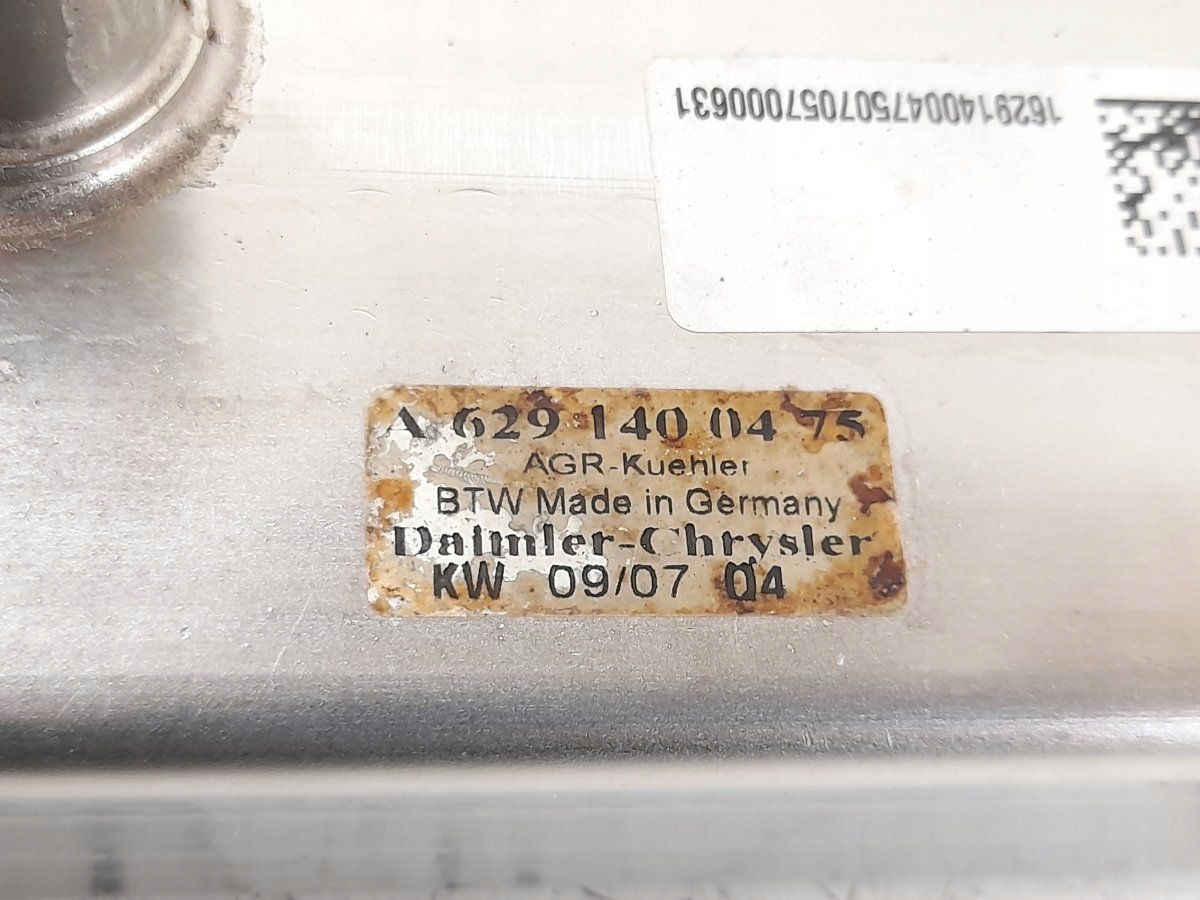 1629140047507057000631
A 629 140 04 75
AGR-Kuehler
BTW Made in Germany
Daimler-Chrysler
KW 09/07 04